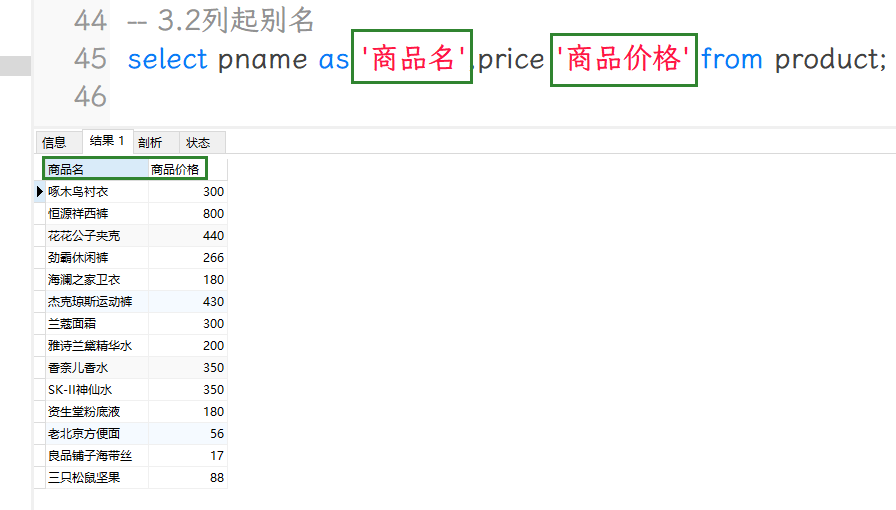 44 -- 3.2列起别名
45 select pname as '商品名',price '商品价格' from product;
46
信息 结果 1 剖析 状态
商品名 商品价格
啄木鸟衬衣 300
恒源祥西裤 800
花花公子夹克 440
劲霸休闲裤 266
海澜之家卫衣 180
杰克琼斯运动裤 430
兰蔻面霜 300
雅诗兰黛精华水 200
香奈儿香水 350
SK-II神仙水 350
资生堂粉底液 180
老北京方便面 56
良品铺子海带丝 17
三只松鼠坚果 88